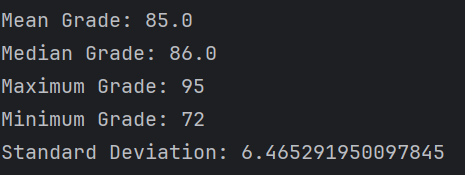 Mean Grade: 85.0
Median Grade: 86.0
Maximum Grade: 95
Minimum Grade: 72
Standard Deviation: 6.465291950097845